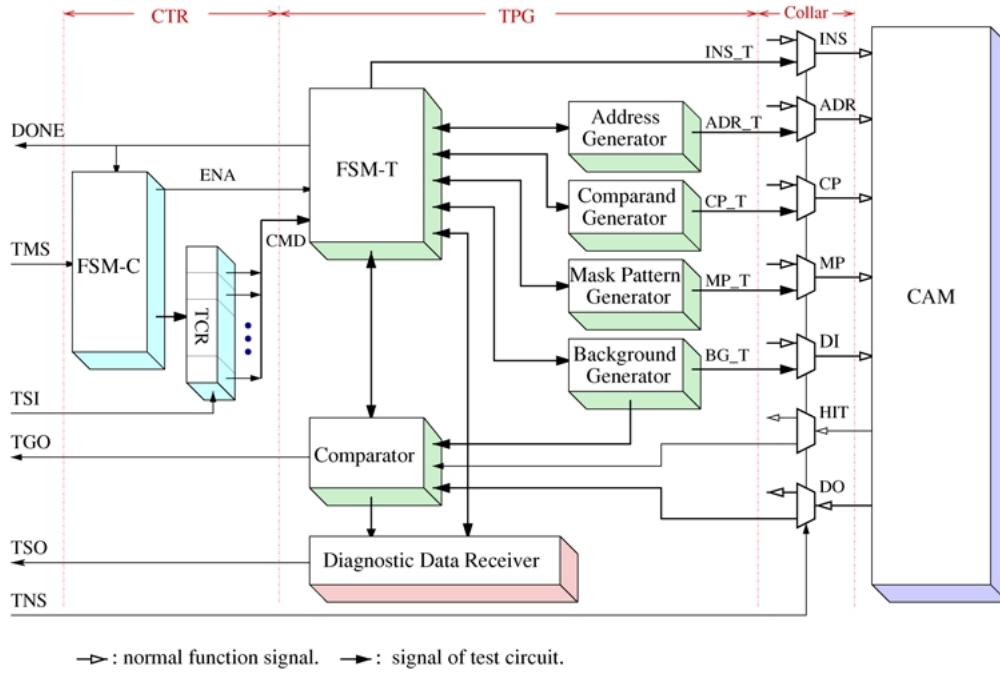 CTR
TPG
Collar
INS_T
INS
DONE
FSM-T
Address
Generator
ADR_T
ADR
ENA
Comparand
Generator
CP_T
CP
TMS
FSM-C
CMD
TCR
Mask Pattern
Generator
MP_T
MP
CAM
Background
Generator
BG_T
DI
TSI
HIT
TGO
Comparator
DO
TSO
Diagnostic Data Receiver
TNS
: normal function signal.
: signal of test circuit.